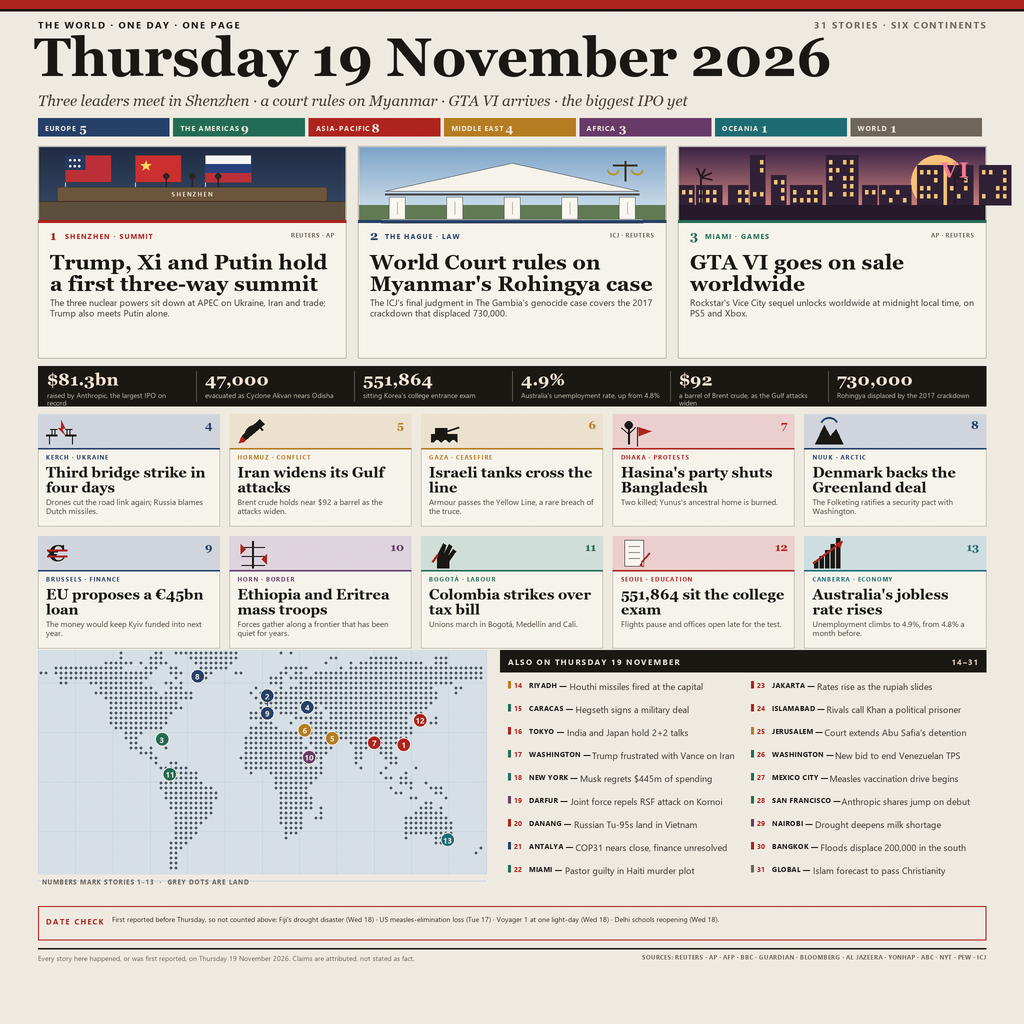 THE WORLD · ONE DAY · ONE PAGE
31 STORIES · SIX CONTINENTS
Thursday 19 November 2026
Three leaders meet in Shenzhen · a court rules on Myanmar · GTA VI arrives · the biggest IPO yet
EUROPE 5
THE AMERICAS 9
ASIA-PACIFIC 8
MIDDLE EAST 4
AFRICA 3
OCEANIA 1
WORLD 1
SHENZHEN
VI
1 SHENZHEN · SUMMIT
REUTERS · AP
Trump, Xi and Putin hold
a first three-way summit
The three nuclear powers sit down at APEC on Ukraine, Iran and trade;
Trump also meets Putin alone.
2 THE HAGUE · LAW
ICJ · REUTERS
World Court rules on
Myanmar's Rohingya case
The ICJ's final judgment in The Gambia's genocide case covers the 2017
crackdown that displaced 730,000.
3 MIAMI · GAMES
AP · REUTERS
GTA VI goes on sale
worldwide
Rockstar's Vice City sequel unlocks worldwide at midnight local time, on
PS5 and Xbox.
$81.3bn
raised by Anthropic, the largest IPO on
record
47,000
evacuated as Cyclone Akvan nears Odisha
551,864
sitting Korea's college entrance exam
4.9%
Australia's unemployment rate, up from 4.8%
$92
a barrel of Brent crude, as the Gulf attacks
widen
730,000
Rohingya displaced by the 2017 crackdown
4
KERCH · UKRAINE
Third bridge strike in
four days
Drones cut the road link again; Russia blames
Dutch missiles.
5
HORMUZ · CONFLICT
Iran widens its Gulf
attacks
Brent crude holds near $92 a barrel as the
attacks widen.
6
GAZA · CEASEFIRE
Israeli tanks cross the
line
Armour passes the Yellow Line, a rare breach of
the truce.
7
DHAKA · PROTESTS
Hasina's party shuts
Bangladesh
Two killed; Yunus's ancestral home is burned.
8
NUUK · ARCTIC
Denmark backs the
Greenland deal
The Folketing ratifies a security pact with
Washington.
€
9
BRUSSELS · FINANCE
EU proposes a €45bn
loan
The money would keep Kyiv funded into next
year.
10
HORN · BORDER
Ethiopia and Eritrea
mass troops
Forces gather along a frontier that has been
quiet for years.
11
BOGOTÁ · LABOUR
Colombia strikes over
tax bill
Unions march in Bogotá, Medellín and Cali.
12
SEOUL · EDUCATION
551,864 sit the college
exam
Flights pause and offices open late for the test.
13
CANBERRA · ECONOMY
Australia's jobless
rate rises
Unemployment climbs to 4.9%, from 4.8% a
month before.
8
2
9
4
12
3
6
5
7
1
10
11
13
NUMBERS MARK STORIES 1–13 · GREY DOTS ARE LAND
ALSO ON THURSDAY 19 NOVEMBER
14–31
14 RIYADH — Houthi missiles fired at the capital
15 CARACAS — Hegseth signs a military deal
16 TOKYO — India and Japan hold 2+2 talks
17 WASHINGTON — Trump frustrated with Vance on Iran
18 NEW YORK — Musk regrets $445m of spending
19 DARFUR — Joint force repels RSF attack on Kornoi
20 DANANG — Russian Tu-95s land in Vietnam
21 ANTALYA — COP31 nears close, finance unresolved
22 MIAMI — Pastor guilty in Haiti murder plot
23 JAKARTA — Rates rise as the rupiah slides
24 ISLAMABAD — Rivals call Khan a political prisoner
25 JERUSALEM — Court extends Abu Safia's detention
26 WASHINGTON — New bid to end Venezuelan TPS
27 MEXICO CITY — Measles vaccination drive begins
28 SAN FRANCISCO — Anthropic shares jump on debut
29 NAIROBI — Drought deepens milk shortage
30 BANGKOK — Floods displace 200,000 in the south
31 GLOBAL — Islam forecast to pass Christianity
DATE CHECK
First reported before Thursday, so not counted above: Fiji's drought disaster (Wed 18) · US measles-elimination loss (Tue 17) · Voyager 1 at one light-day (Wed 18) · Delhi schools reopening (Wed 18).
Every story here happened, or was first reported, on Thursday 19 November 2026. Claims are attributed, not stated as fact.
SOURCES: REUTERS · AP · AFP · BBC · GUARDIAN · BLOOMBERG · AL JAZEERA · YONHAP · ABC · NYT · PEW · ICJ